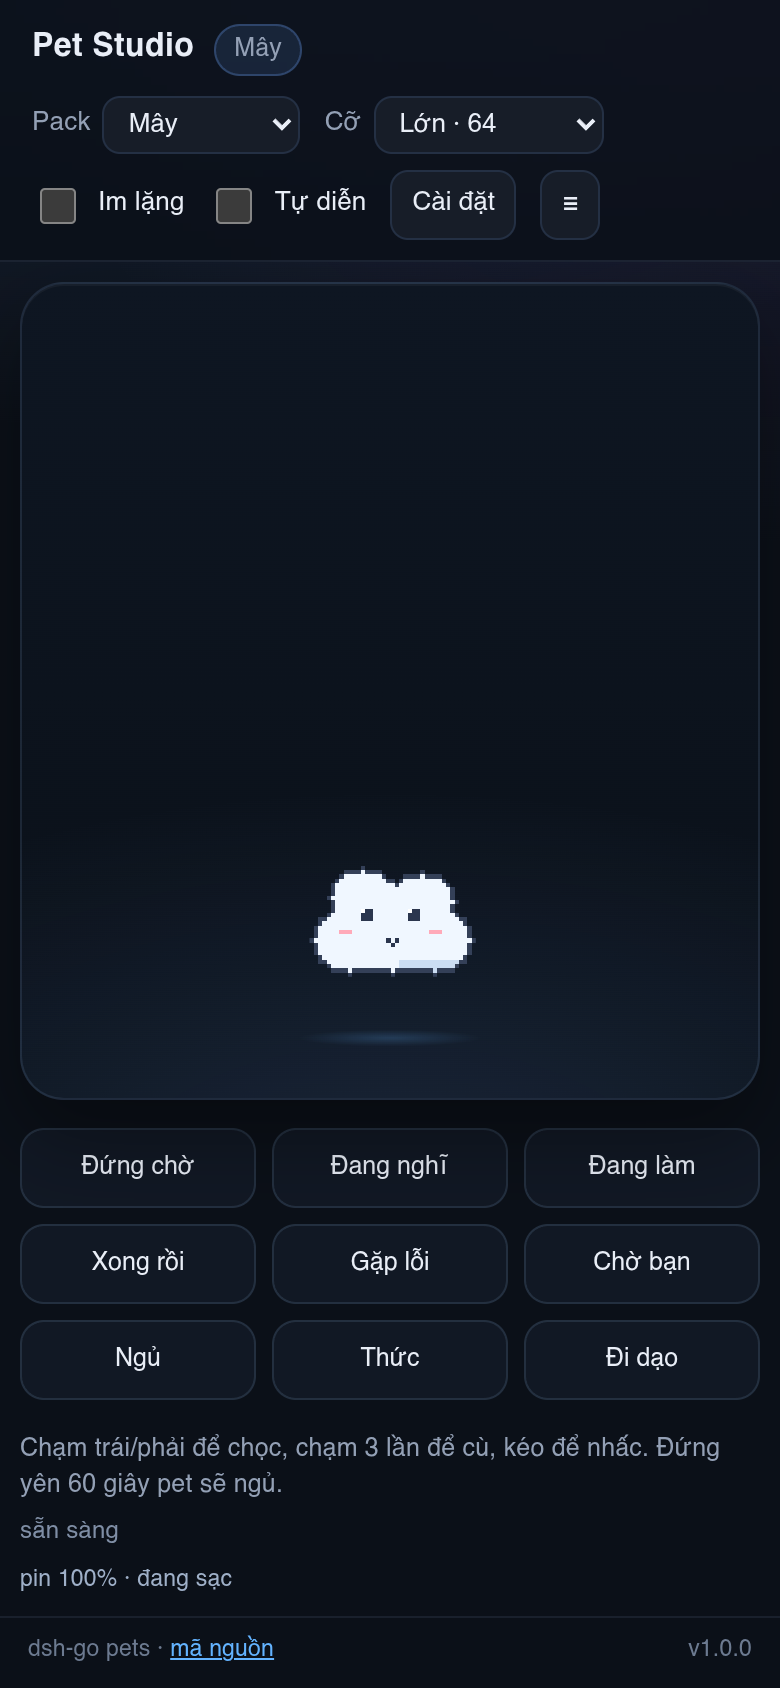 Pet Studio Mây
Pack Mây Cỡ Lớn · 64
Im lặng Tự diễn Cài đặt ≡
Đứng chờ Đang nghĩ Đang làm
Xong rồi Gặp lỗi Chờ bạn
Ngủ Thức Đi dạo
Chạm trái/phải để chọc, chạm 3 lần để cù, kéo để nhấc. Đứng
yên 60 giây pet sẽ ngủ.
sẵn sàng
pin 100% · đang sạc
dsh-go pets · mã nguồn v1.0.0